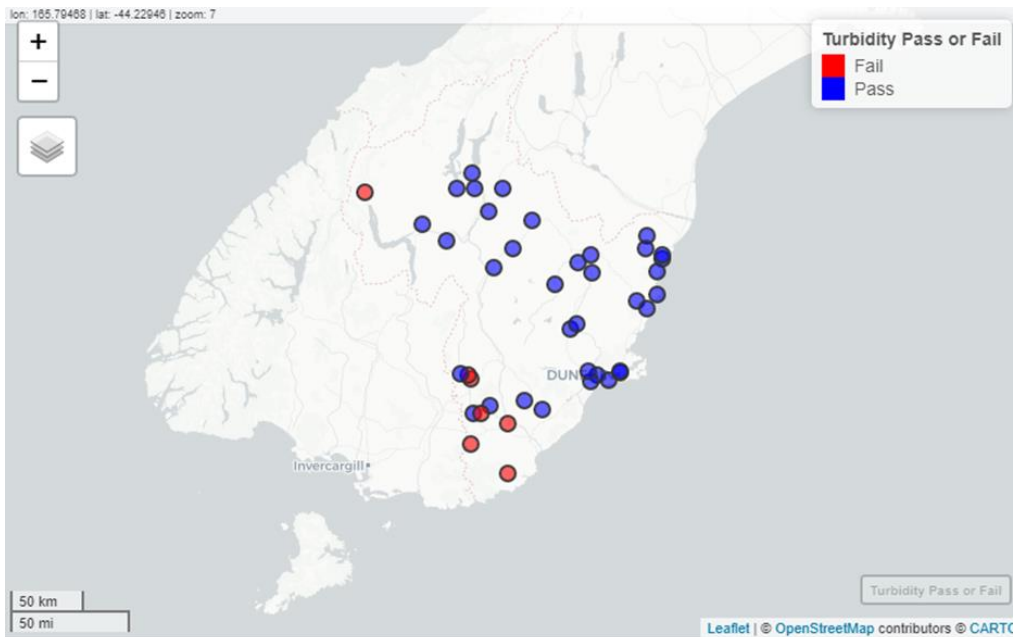 lon: 165.79468 | lat: -44.22946 | zoom: 7
+
−
Turbidity Pass or Fail
Fail
Pass
DUN
Invercargill
50 km
50 mi
Turbidity Pass or Fail
Leaflet | © OpenStreetMap contributors © CARTO